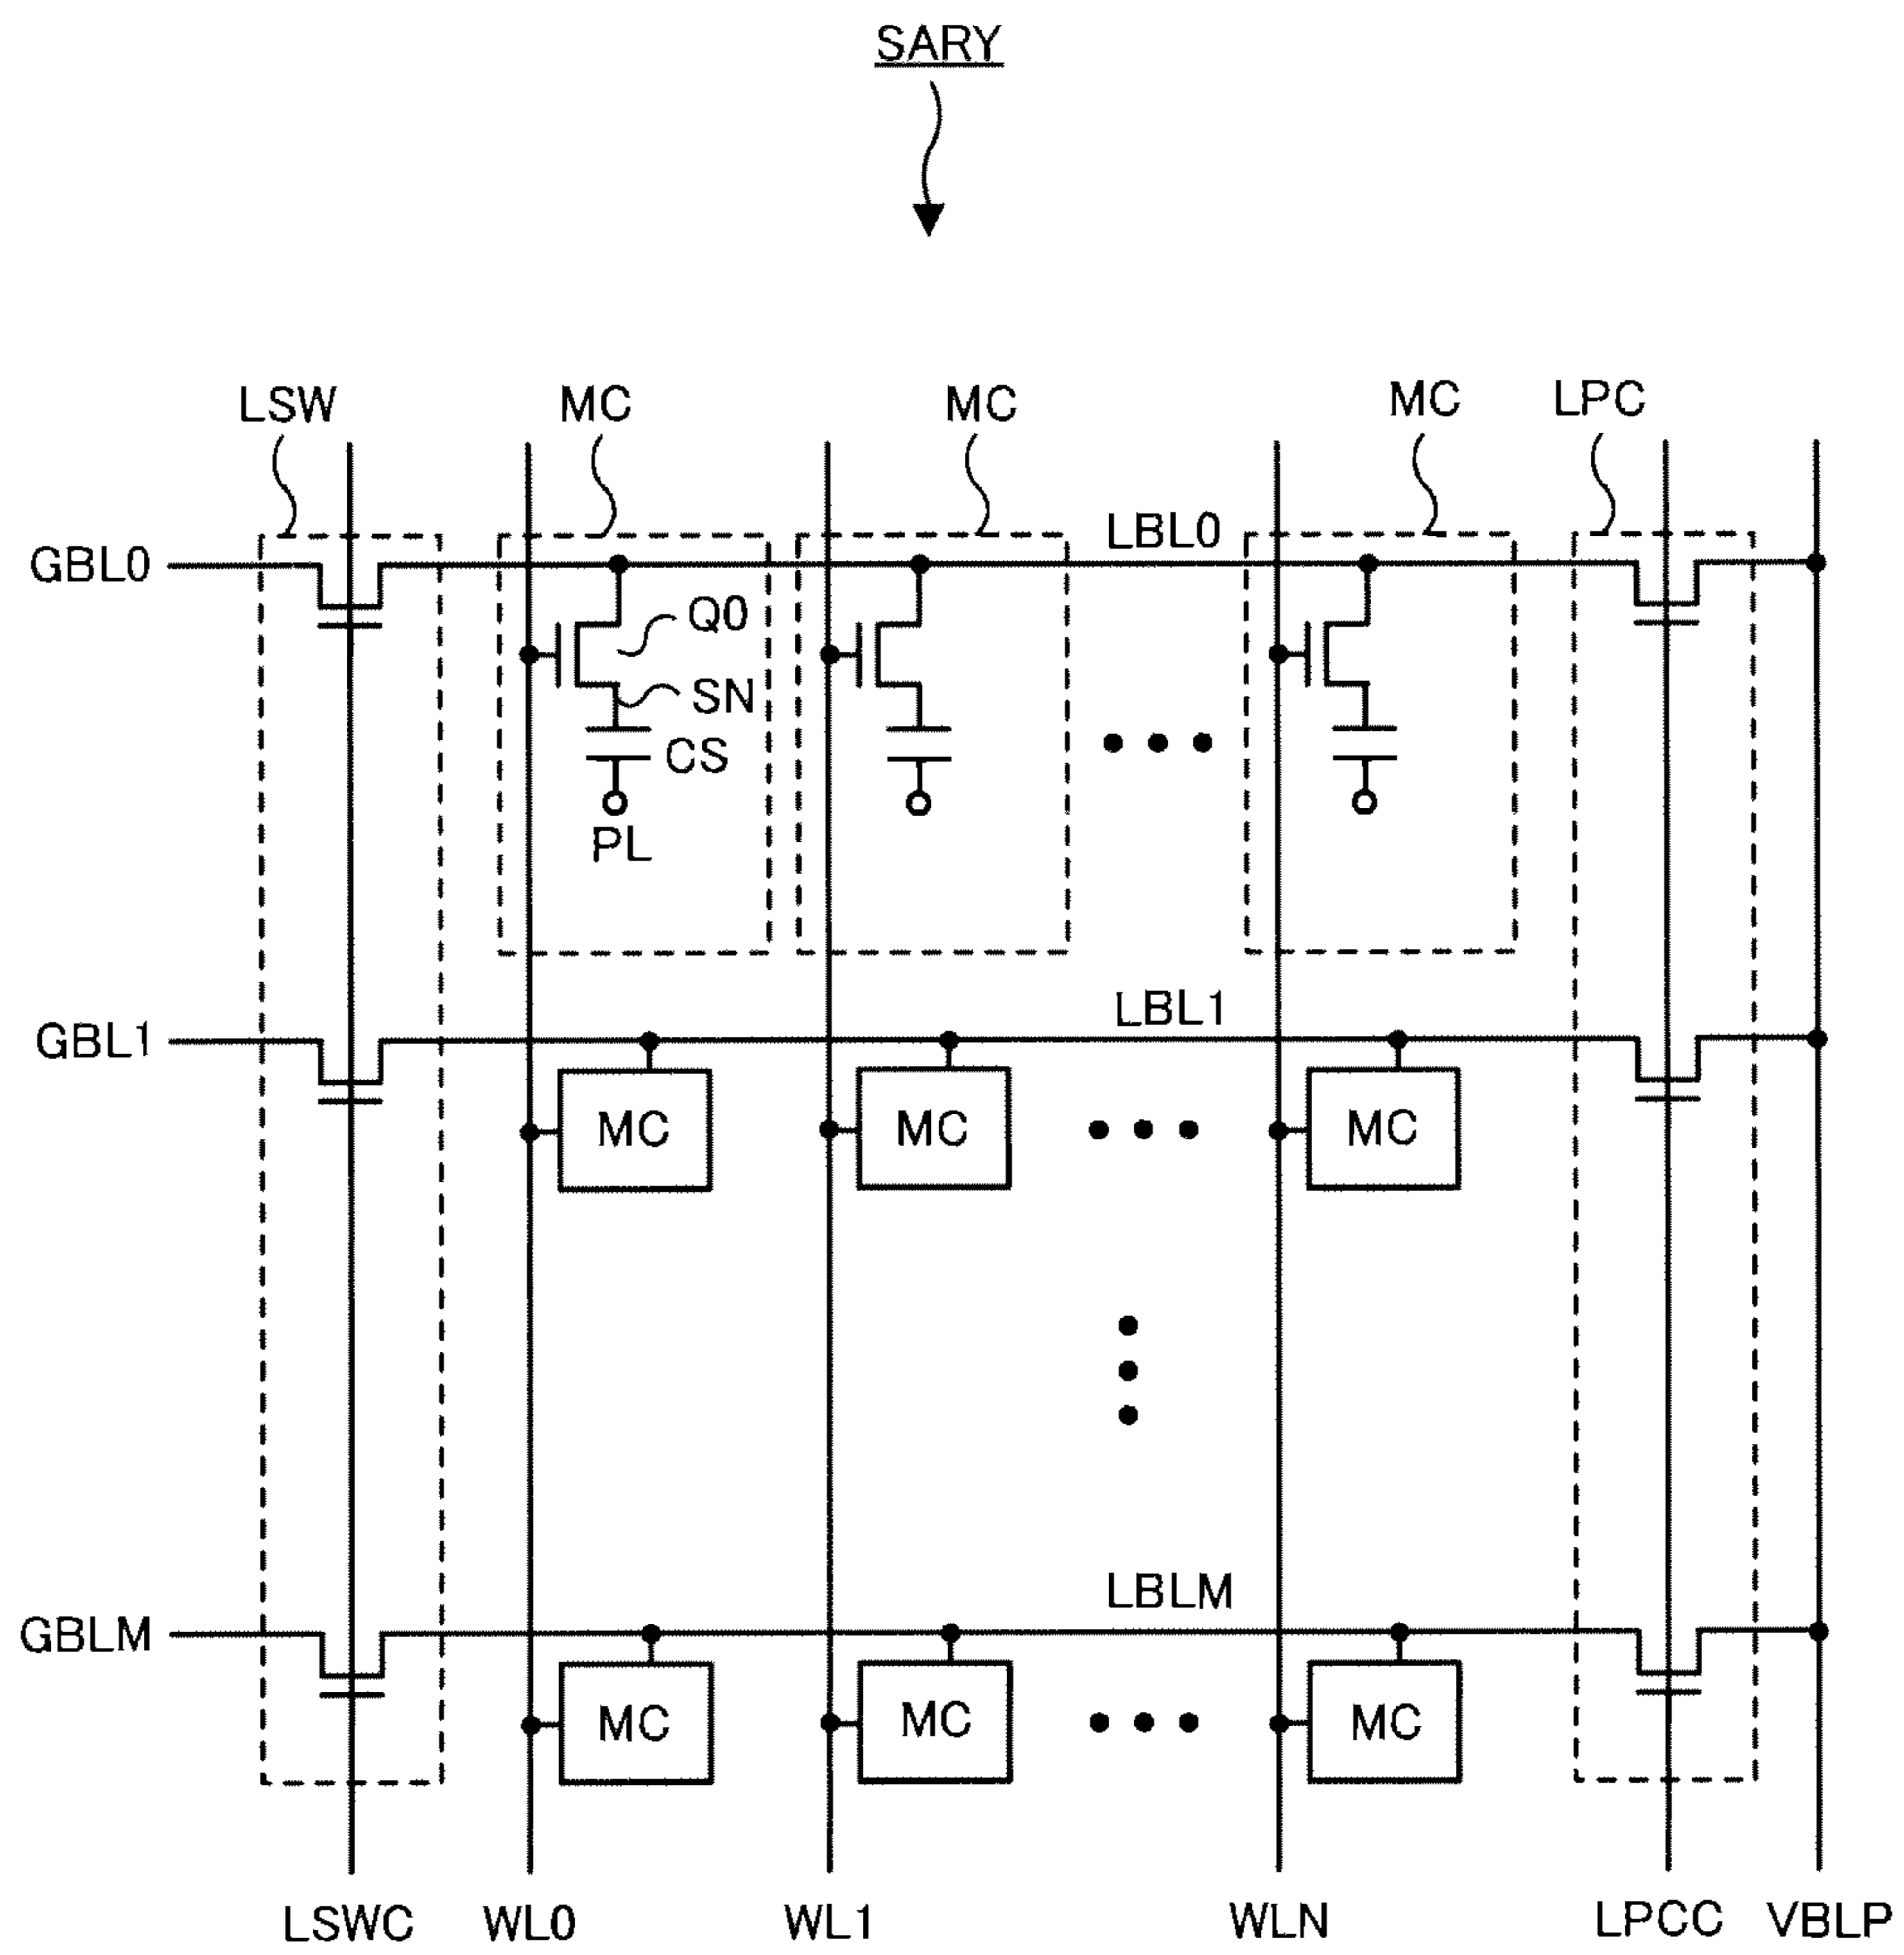 SARY
LSW
MC
MC
MC
LPC
GBL0
LBL0
Q0
SN
CS
PL
GBL1
LBL1
MC
MC
MC
GBLM
LBLM
MC
MC
MC
LSWC
WL0
WL1
WLN
LPCC
VBLP